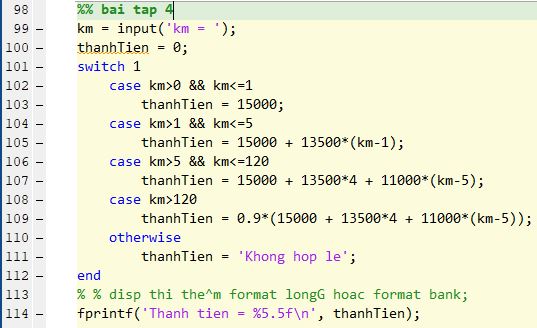 98 %% bai tap 4
99 – km = input('km = ');
100 – thanhTien = 0;
101 – switch 1
102 – case km>0 && km<=1
103 – thanhTien = 15000;
104 – case km>1 && km<=5
105 – thanhTien = 15000 + 13500*(km-1);
106 – case km>5 && km<=120
107 – thanhTien = 15000 + 13500*4 + 11000*(km-5);
108 – case km>120
109 – thanhTien = 0.9*(15000 + 13500*4 + 11000*(km-5));
110 – otherwise
111 – thanhTien = 'Khong hop le';
112 – end
113 % % disp thi the^m format longG hoac format bank;
114 – fprintf('Thanh tien = %5.5f\n', thanhTien);